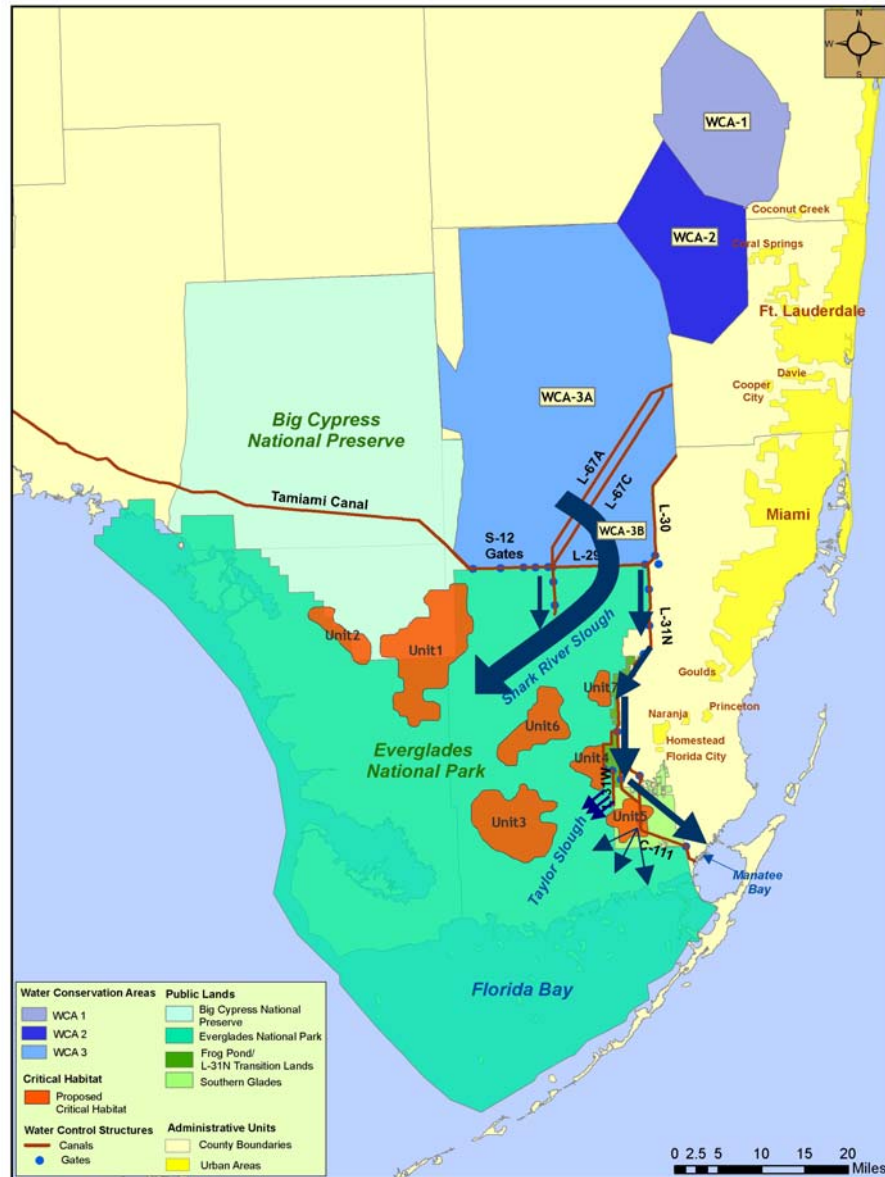 N
W
E
S
WCA-1
Coconut Creek
WCA-2
Coral Springs
Ft. Lauderdale
Davie
Cooper
City
WCA-3A
Big Cypress
National Preserve
L-67A
L-67C
Tamiami Canal
L-30
Miami
S-12
Gates
WCA-3B
L-29
L-31N
Unit2
Unit1
Shark River Slough
Goulds
Unit7
Princeton
Naranja
Unit6
Homestead
Florida City
Everglades
National Park
Unit4
Unit3
Unit5
C-111
Taylor Slough
Manatee
Bay
Florida Bay
Water Conservation Areas
WCA 1
WCA 2
WCA 3
Critical Habitat
Proposed
Critical Habitat
Water Control Structures
Canals
Gates
Public Lands
Big Cypress National
Preserve
Everglades National Park
Frog Pond/
L-31N Transition Lands
Southern Glades
Administrative Units
County Boundaries
Urban Areas
0 2.5 5 10 15 20
Miles